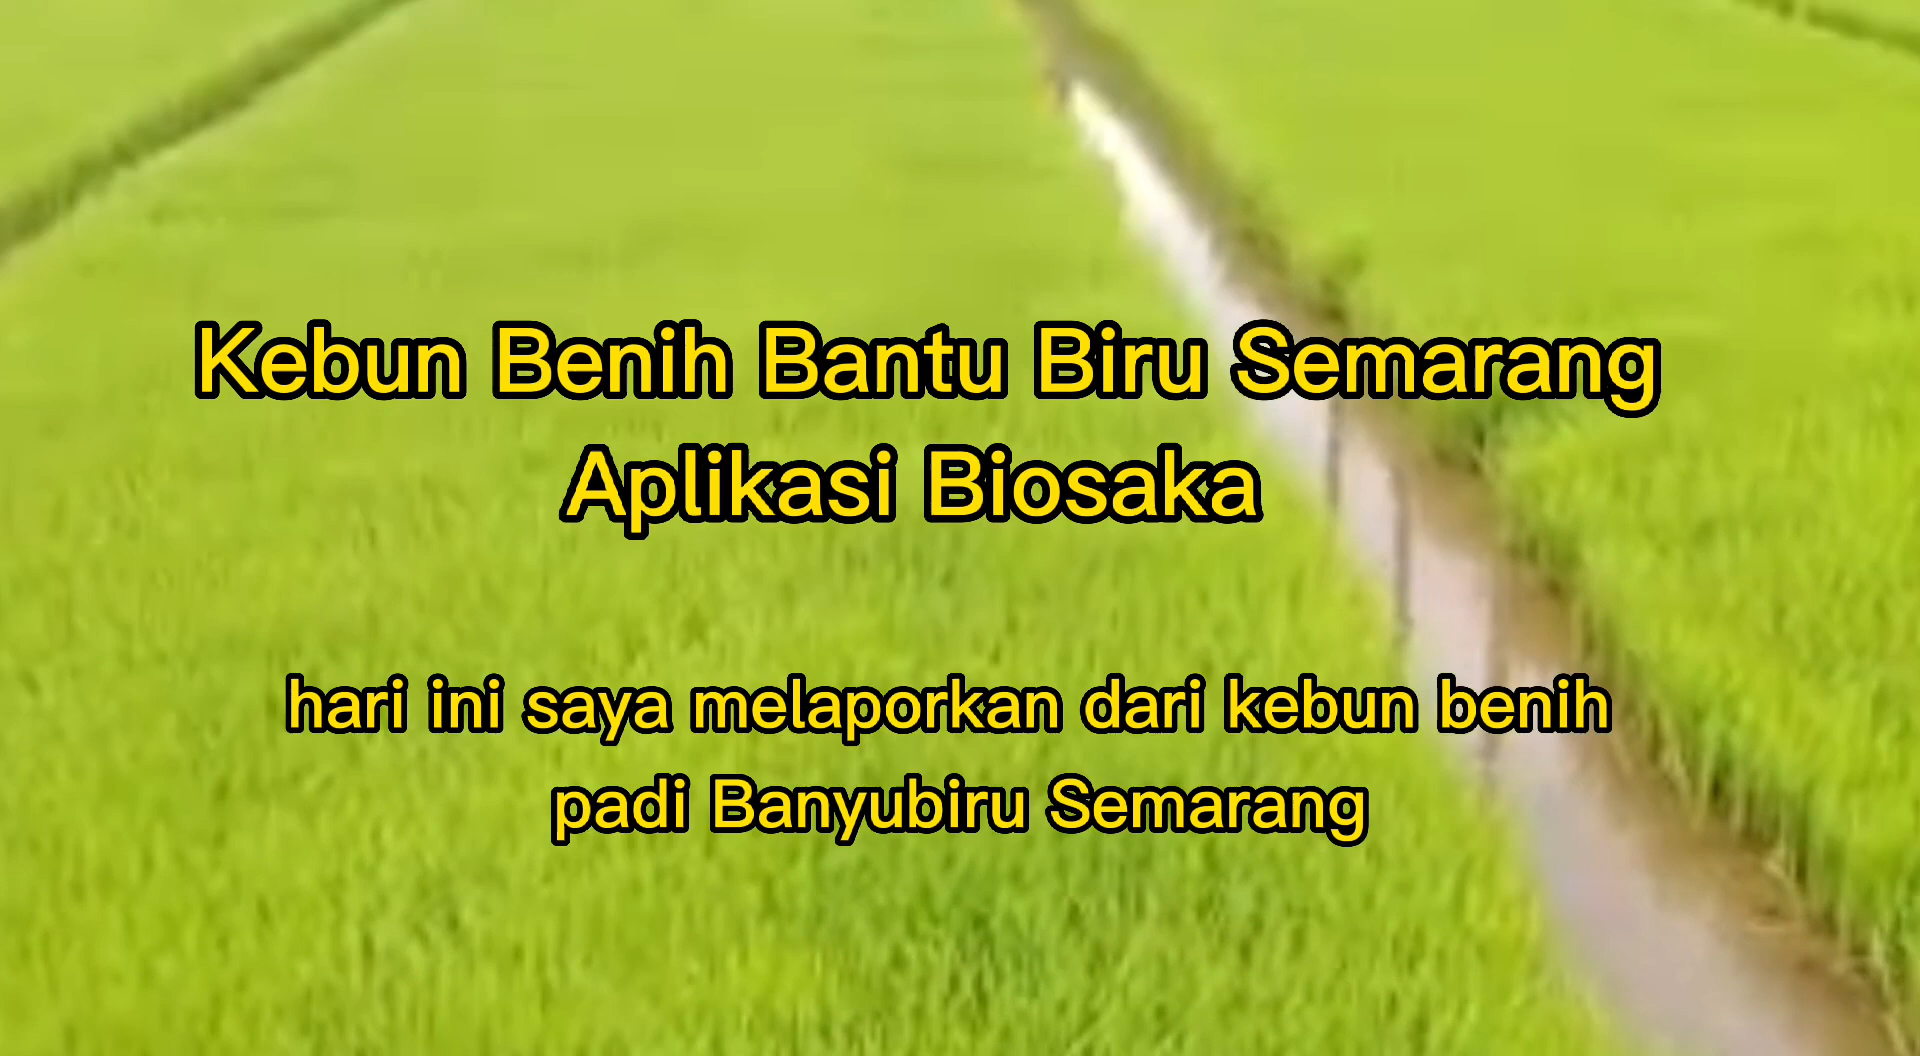 Kebun Benih Bantu Biru Semarang
Aplikasi Biosaka
hari ini saya melaporkan dari kebun benih
padi Banyubiru Semarang